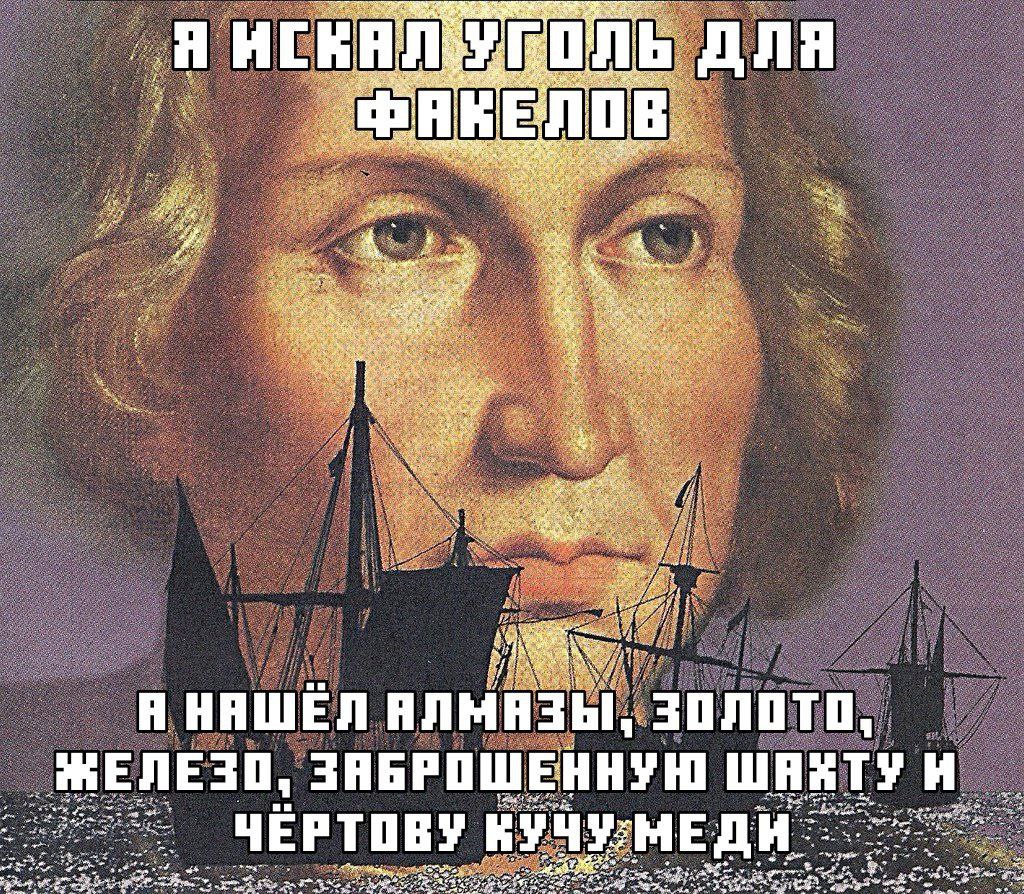 Я ИСКАЛ УГОЛЬ ДЛЯ
ФАКЕЛОВ
А НАШЁЛ АЛМАЗЫ, ЗОЛОТО,
ЖЕЛЕЗО, ЗАБРОШЕННУЮ ШАХТУ И
ЧЁРТОВУ КУЧУ МЕДИ